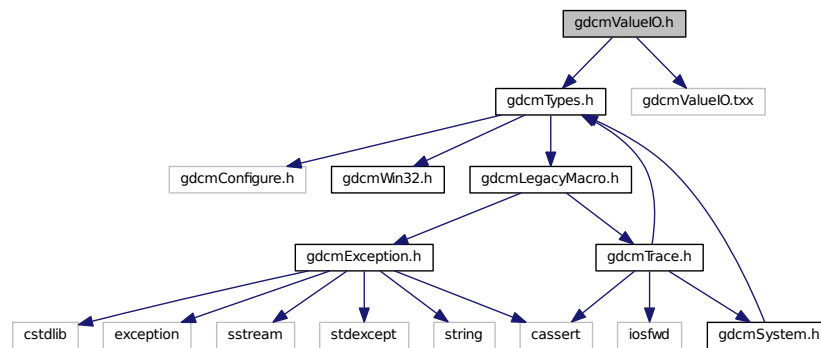 gdcmValueIO.h
gdcmTypes.h
gdcmValueIO.txx
gdcmConfigure.h
gdcmWin32.h
gdcmLegacyMacro.h
gdcmException.h
gdcmTrace.h
cstdlib
exception
sstream
stdexcept
string
cassert
iosfwd
gdcmSystem.h